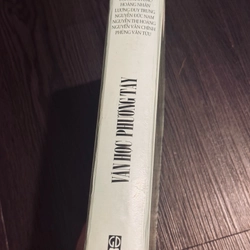 HOÀNG NHÂN
LƯƠNG DUY TRUNG
NGUYỄN ĐỨC NAM
NGUYỄN THỊ HOÀNG
NGUYỄN VĂN CHÍNH
PHÙNG VĂN TỬU
VĂN HỌC PHƯƠNG TÂY